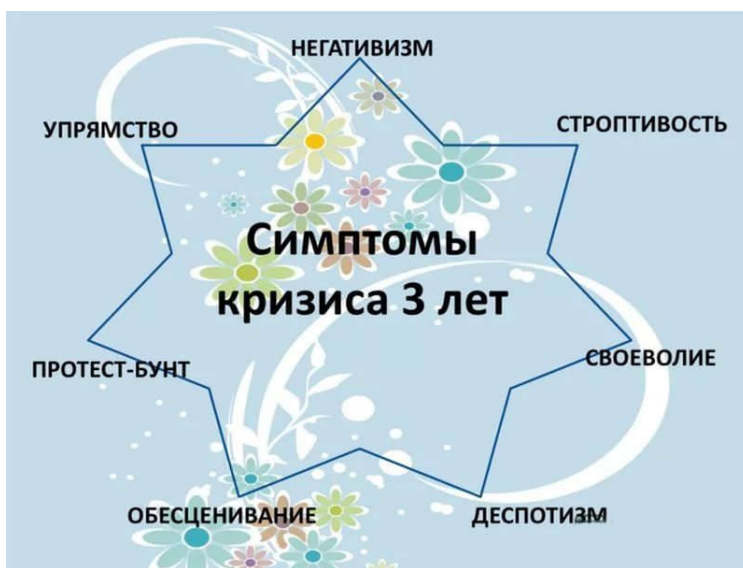 НЕГАТИВИЗМ
УПРЯМСТВО
СТРОПТИВОСТЬ
Симптомы
кризиса 3 лет
ПРОТЕСТ-БУНТ
СВОЕВОЛИЕ
ОБЕСЦЕНИВАНИЕ
ДЕСПОТИЗМ